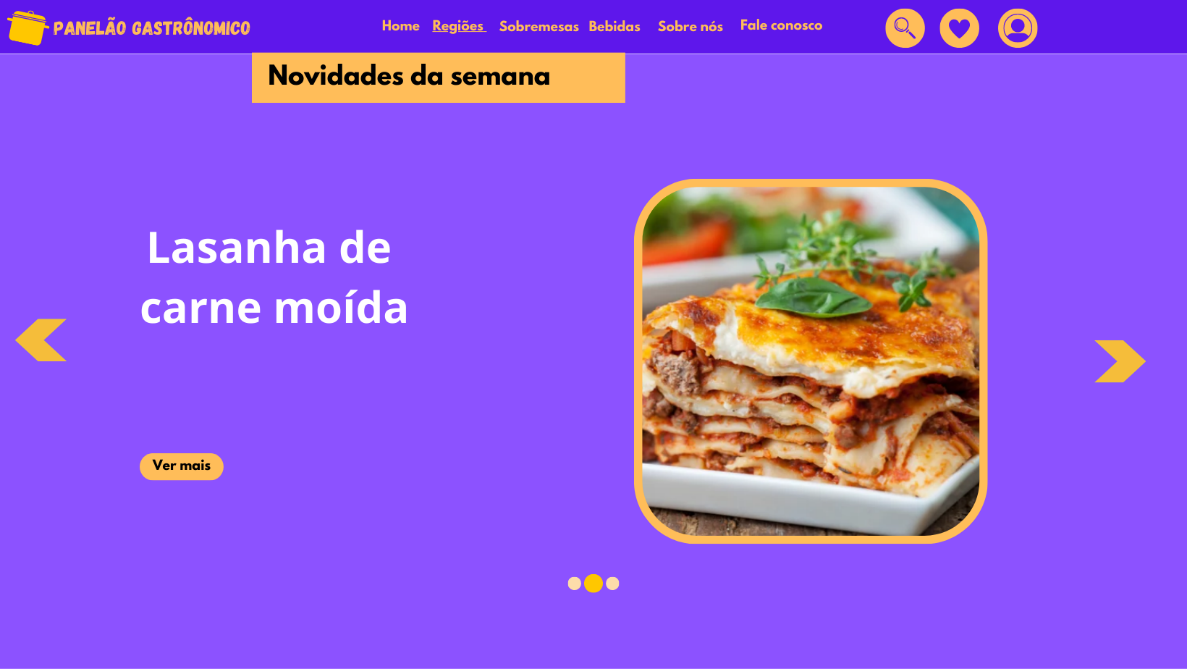 PANELÃO GASTRÔNOMICO
Home Regiões Sobremesas Bebidas Sobre nós Fale conosco
Novidades da semana
Lasanha de
carne moída
Ver mais